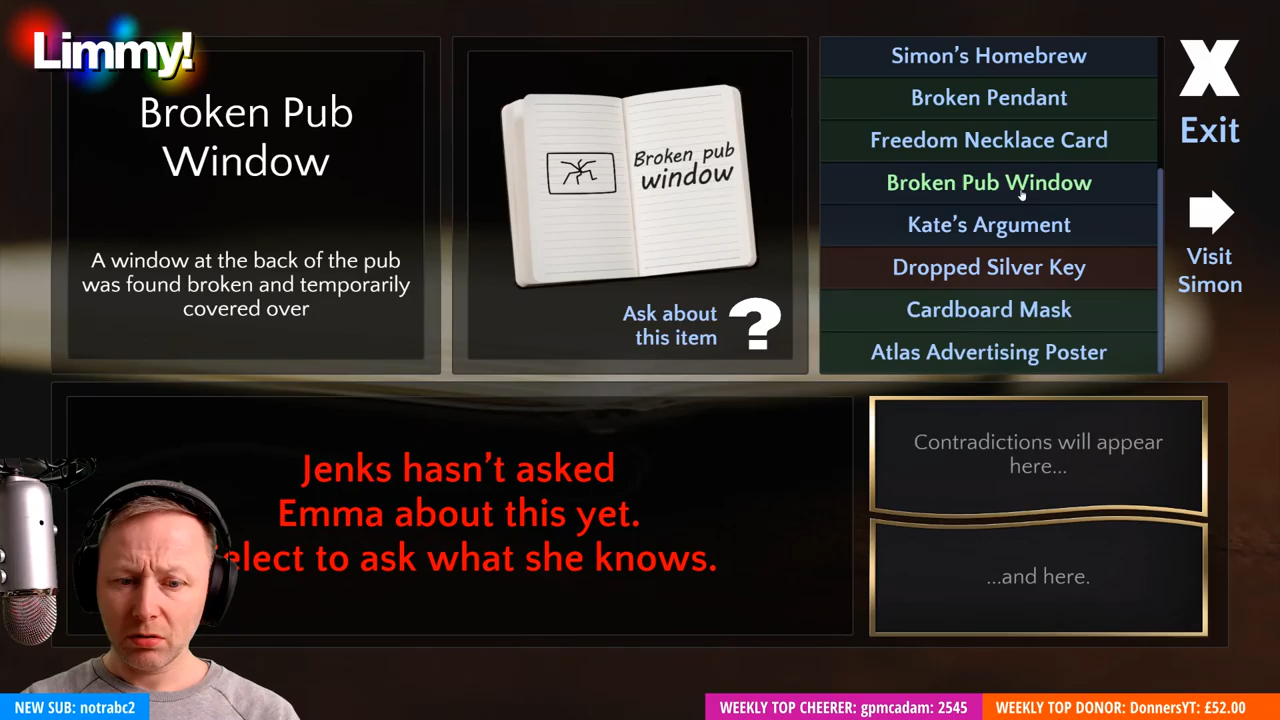 Limmy!
Broken Pub
Window
A window at the back of the pub
was found broken and temporarily
covered over
Broken pub
window
Ask about
this item
?
Simon's Homebrew
Broken Pendant
Freedom Necklace Card
Broken Pub Window
Kate's Argument
Dropped Silver Key
Cardboard Mask
Atlas Advertising Poster
X
Exit
Visit
Simon
Jenks hasn't asked
Emma about this yet.
elect to ask what she knows.
Contradictions will appear
here...
...and here.
NEW SUB: notrabc2
WEEKLY TOP CHEERER: gpmcadam: 2545
WEEKLY TOP DONOR: DonnersYT: £52.00